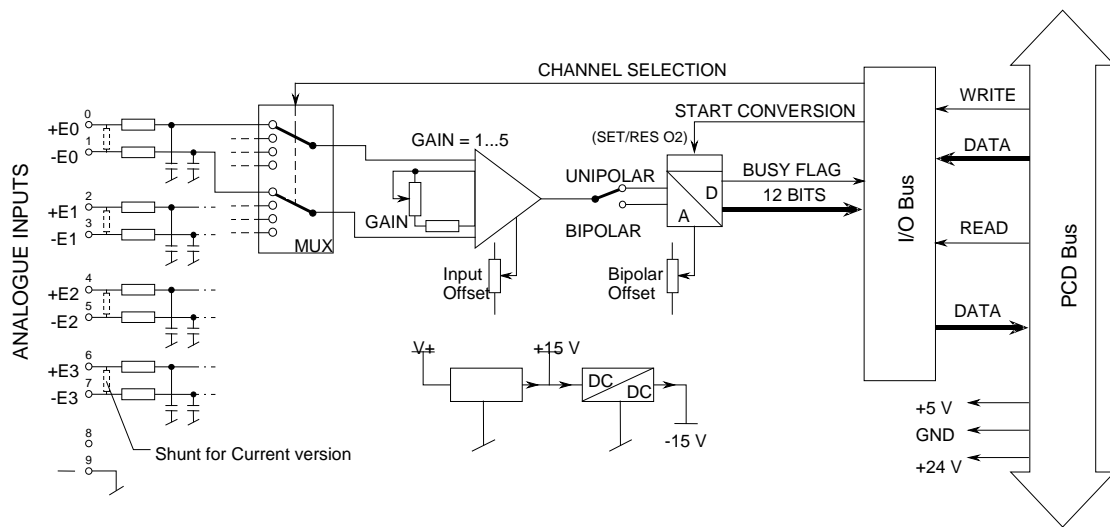 CHANNEL SELECTION
WRITE
START CONVERSION
(SET/RES O2)
DATA
ANALOGUE INPUTS
0
+E0
1
-E0
2
+E1
3
-E1
4
+E2
5
-E2
6
+E3
7
-E3
8
9
Shunt for Current version
MUX
GAIN = 1...5
GAIN
Input
Offset
UNIPOLAR
BIPOLAR
D
A
BUSY FLAG
12 BITS
Bipolar
Offset
I/O Bus
READ
DATA
PCD Bus
V+
+15 V
DC
DC
-15 V
+5 V
GND
+24 V